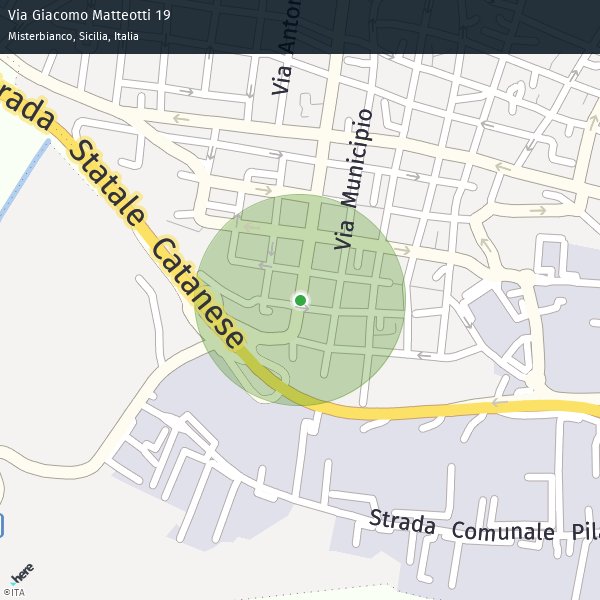 Via Giacomo Matteotti 19
Misterbianco, Sicilia, Italia
Via Anton
Via Municipio
rada Statale Catanese
Strada Comunale Pila
here
©ITA